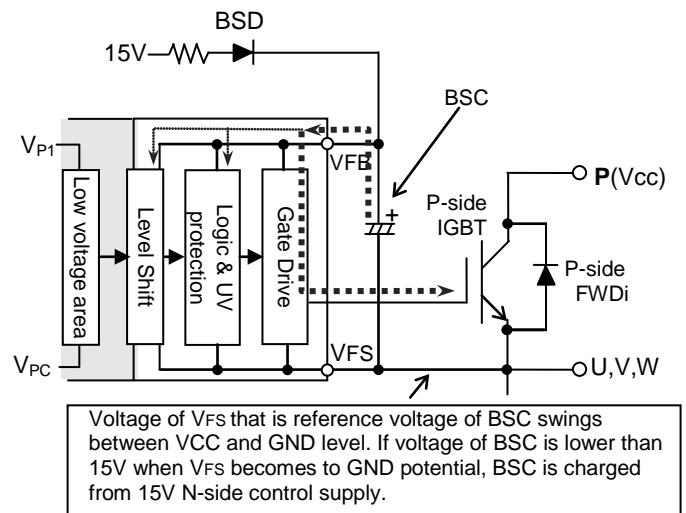 BSD
15V
BSC
VP1
VFB
P(Vcc)
Low voltage area
Level Shift
Logic & UV
protection
Gate Drive
+
P-side
IGBT
P-side
FWDi
VPC
VFS
U,V,W
Voltage of VFS that is reference voltage of BSC swings
between VCC and GND level. If voltage of BSC is lower than
15V when VFS becomes to GND potential, BSC is charged
from 15V N-side control supply.